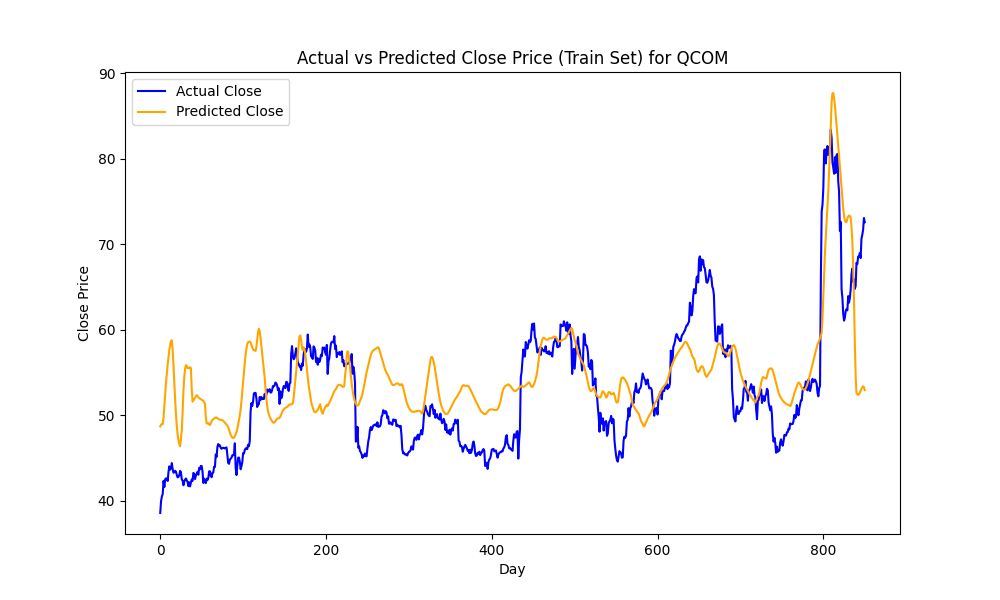 Actual vs Predicted Close Price (Train Set) for QCOM
Actual Close
Predicted Close
Close Price
90
80
70
60
50
40
0 200 400 600 800
Day